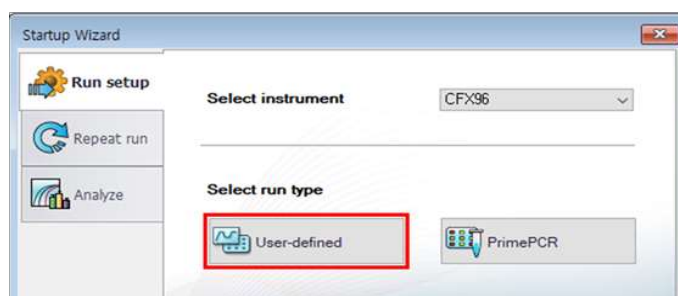 Startup Wizard
Run setup
Select instrument
CFX96
Repeat run
Analyze
Select run type
User-defined
PrimePCR